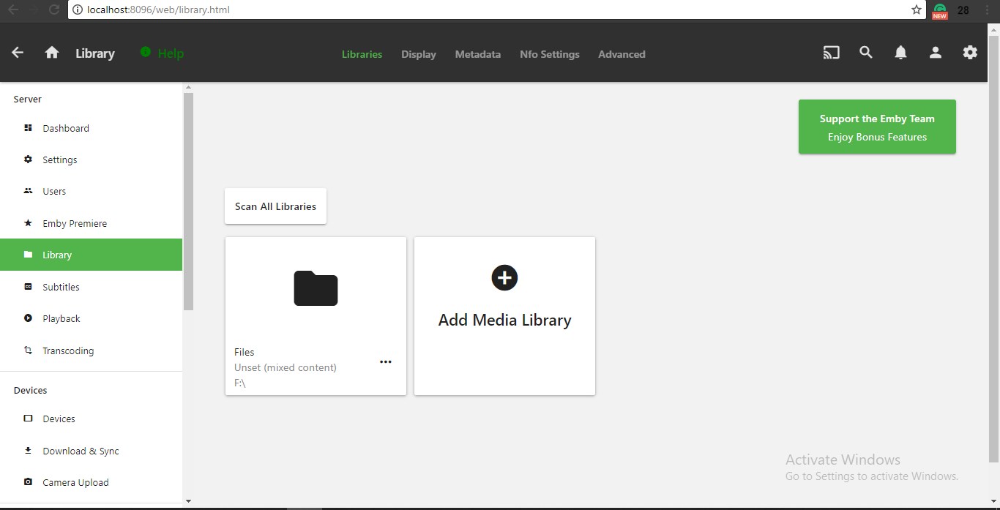 localhost:8096/web/library.html
NEW
28
Library
Help
Libraries
Display
Metadata
Nfo Settings
Advanced
Server
Dashboard
Settings
Users
Emby Premiere
Library
Subtitles
Playback
Transcoding
Devices
Devices
Download & Sync
Camera Upload
Support the Emby Team
Enjoy Bonus Features
Scan All Libraries
Files
Unset (mixed content)
F:\
Add Media Library
Activate Windows
Go to Settings to activate Windows.